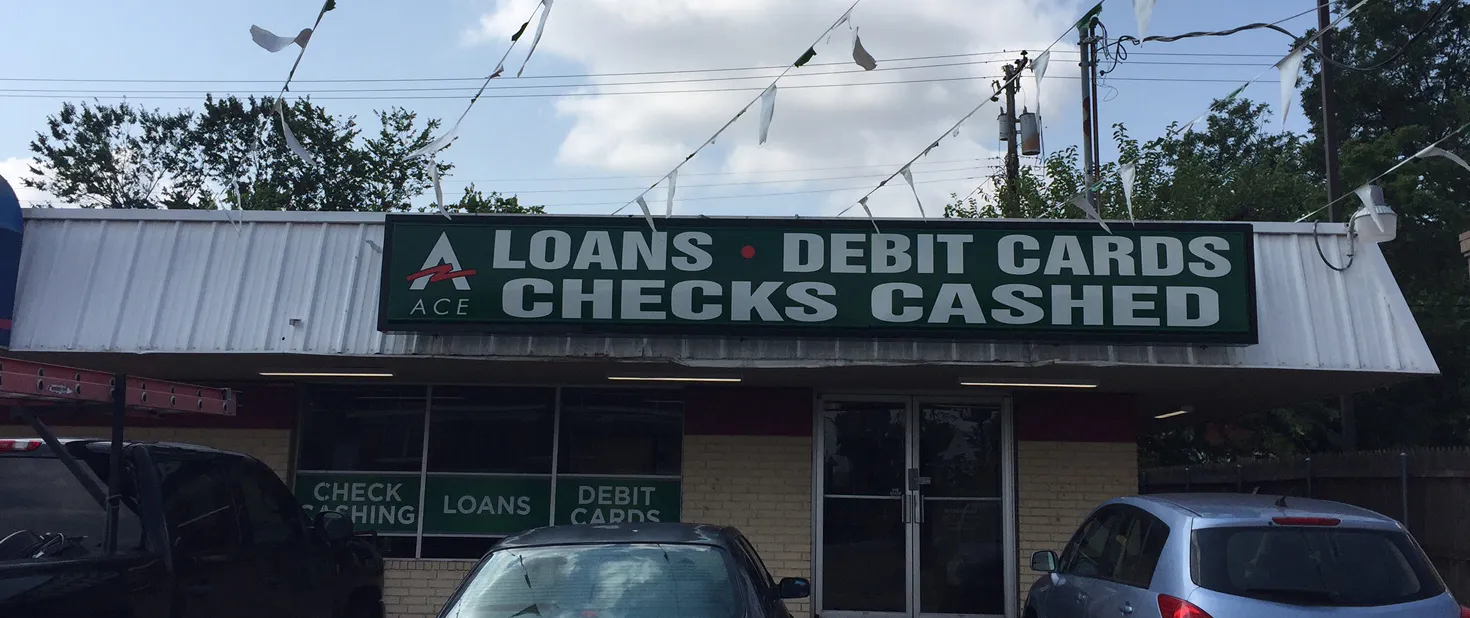 LOANS • DEBIT CARDS
CHECKS CASHED
ACE
CHECK
CASHING
LOANS
DEBIT
CARDS